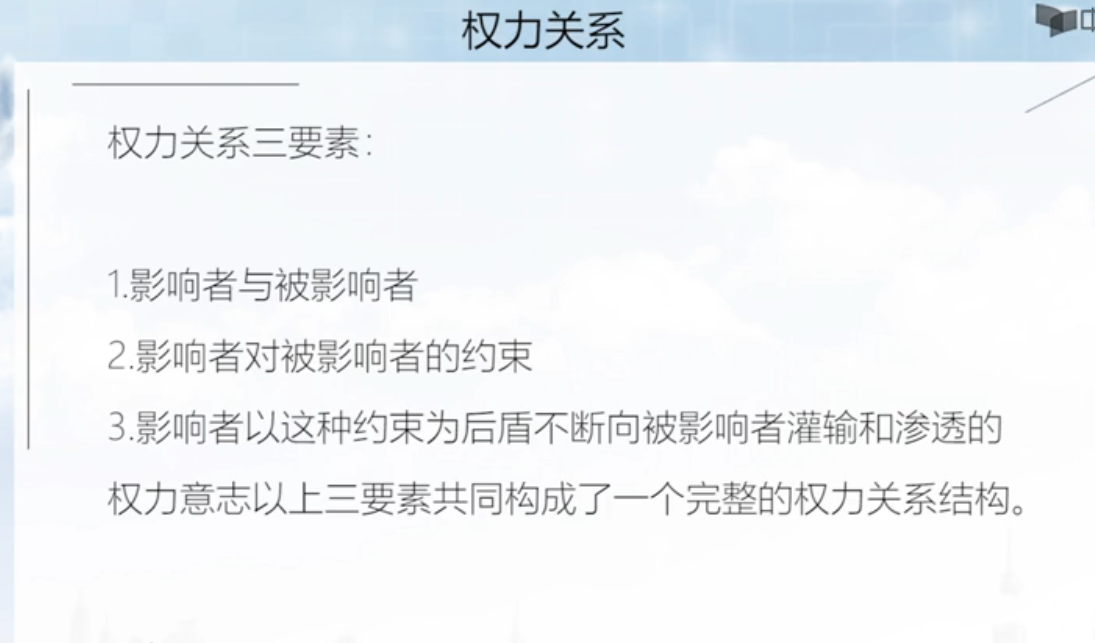 权力关系
权力关系三要素：
1.影响者与被影响者
2.影响者对被影响者的约束
3.影响者以这种约束为后盾不断向被影响者灌输和渗透的
权力意志以上三要素共同构成了一个完整的权力关系结构。